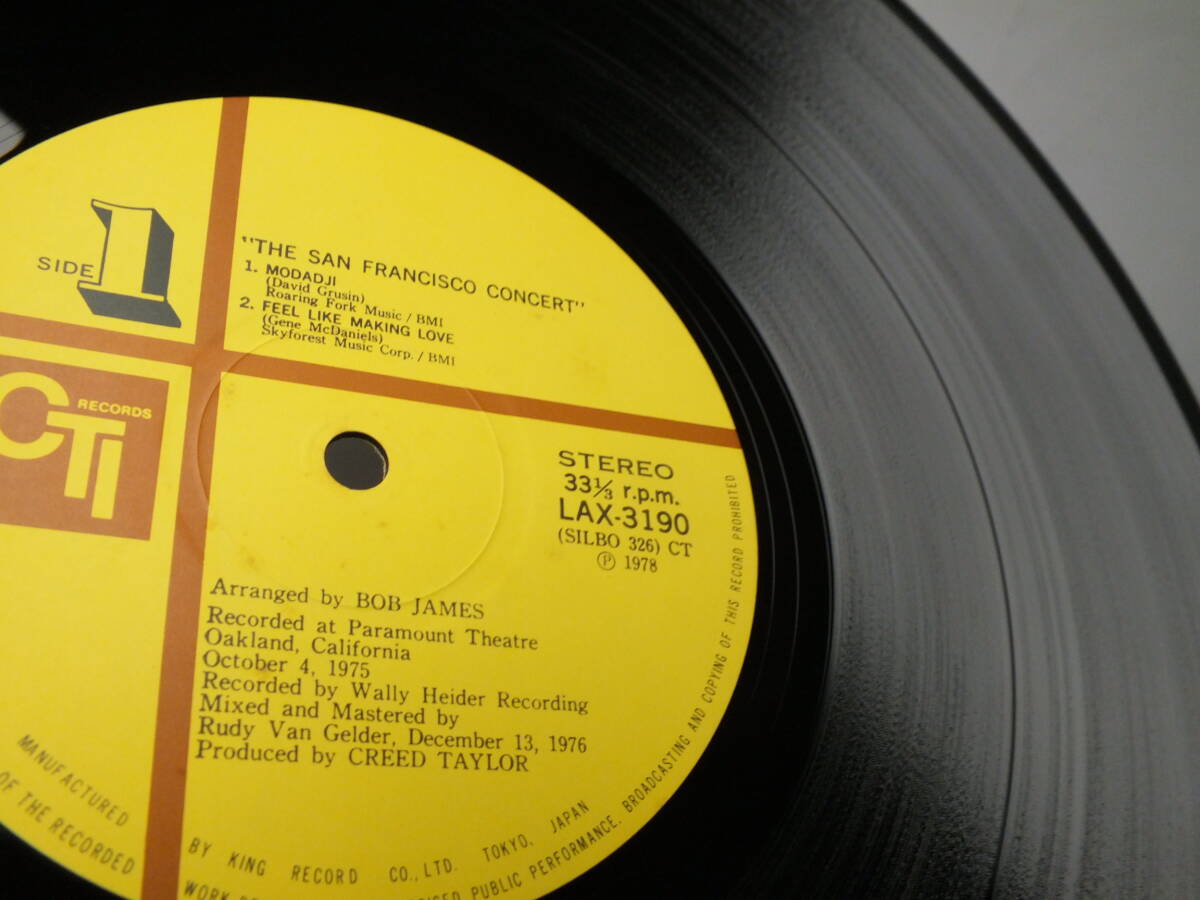 SIDE 1
"THE SAN FRANCISCO CONCERT"
1. MODADJI
(David Grusin)
Roaring Fork Music / BMI
2. FEEL LIKE MAKING LOVE
(Gene McDaniels)
Skyforest Music Corp. / BMI
CTI RECORDS
STEREO
33⅓ r.p.m.
LAX-3190
(SILBO 326) CT
Ⓟ 1978
Arranged by BOB JAMES
Recorded at Paramount Theatre
Oakland, California
October 4, 1975
Recorded by Wally Heider Recording
Mixed and Mastered by
Rudy Van Gelder, December 13, 1976
Produced by CREED TAYLOR
MANUFACTURED BY KING RECORD CO., LTD. TOKYO, JAPAN
OF THE RECORDED WORK PUBLIC PERFORMANCE. BROADCASTING AND COPYING OF THIS RECORD PROHIBITED